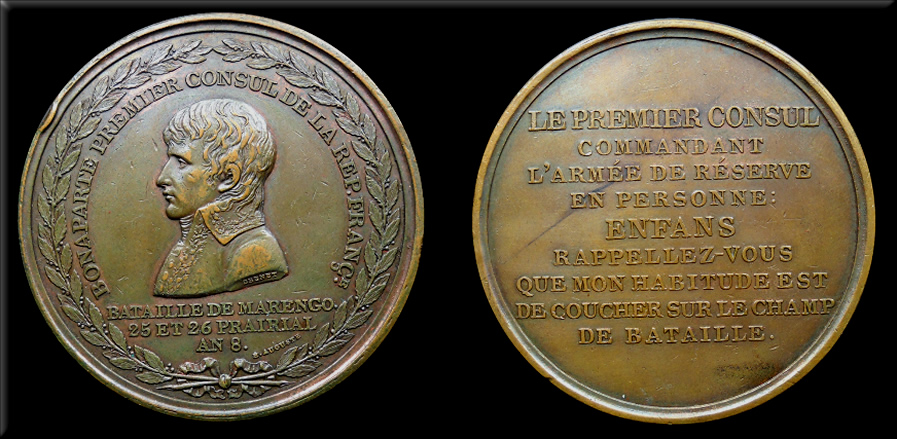 BONAPARTE PREMIER CONSUL DE LA REP. FRANÇSE
BATAILLE DE MARENGO.
25 ET 26 PRAIRIAL
AN 8.
LE PREMIER CONSUL
COMMANDANT
L'ARMÉE DE RÉSERVE
EN PERSONNE:
ENFANS
RAPPELLEZ-VOUS
QUE MON HABITUDE EST
DE COUCHER SUR LE CHAMP
DE BATAILLE.